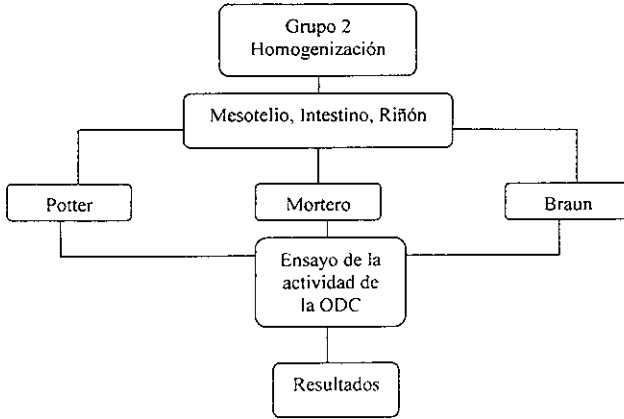 Grupo 2
Homogenización
Mesotelio, Intestino, Riñón
Potter
Mortero
Braun
Ensayo de la
actividad de
la ODC
Resultados